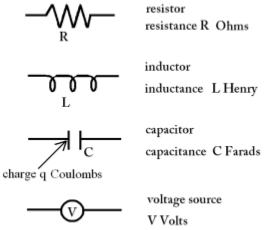 resistor
R
resistance R Ohms
inductor
L
inductance L Henry
capacitor
C
capacitance C Farads
charge q Coulombs
voltage source
V
V Volts